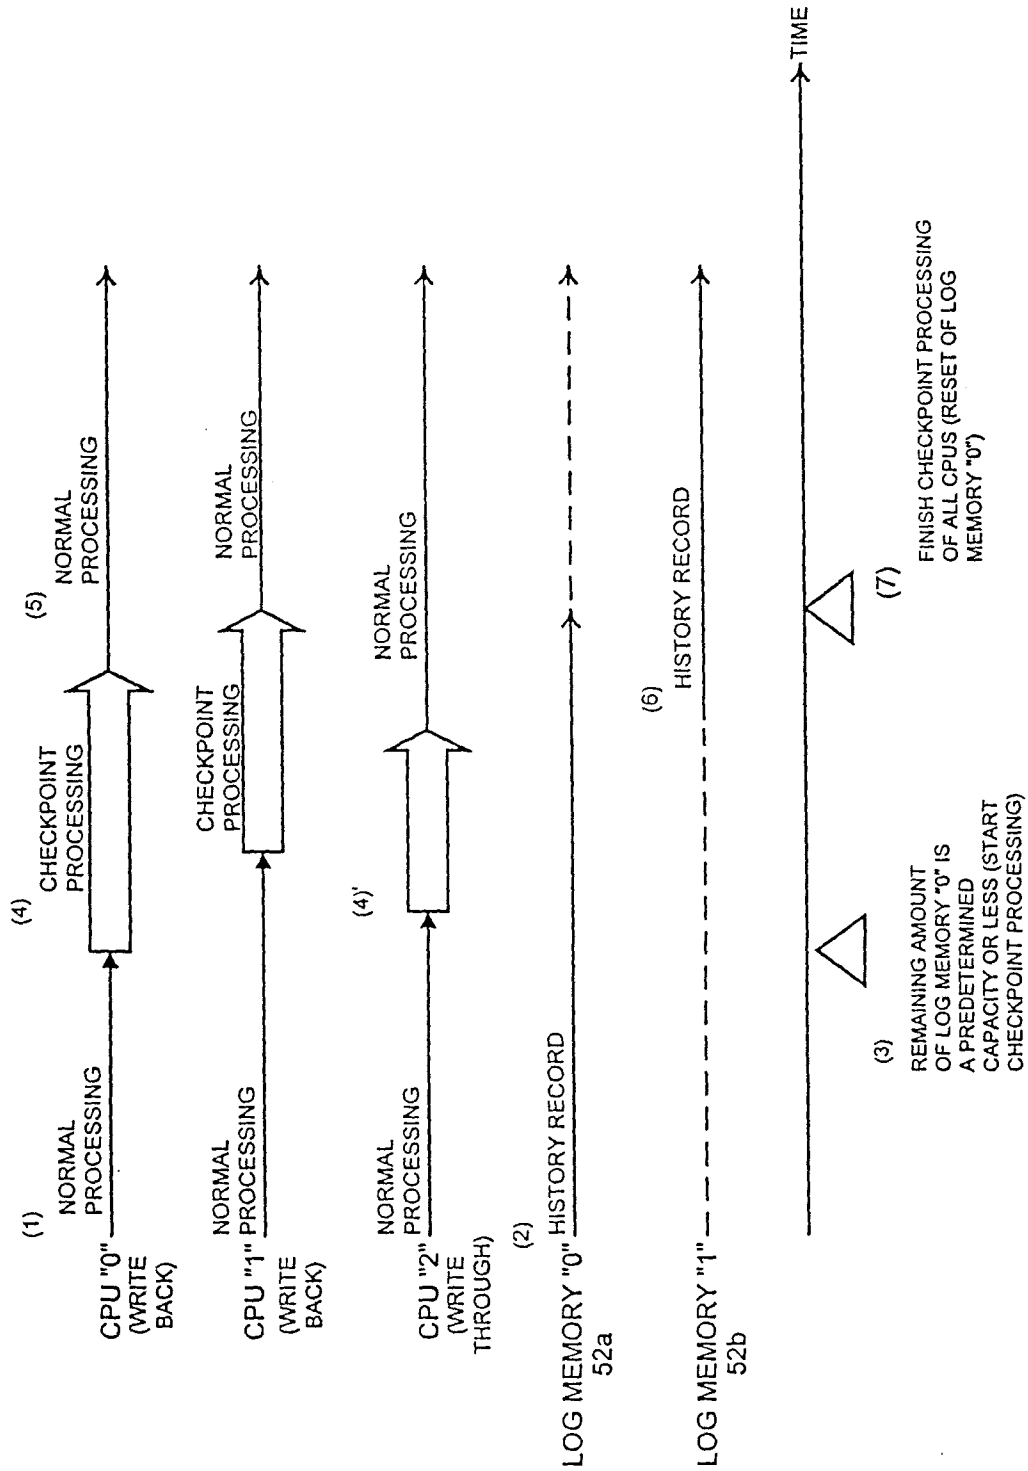 (1)
(4)
(5)
CPU "0"
(WRITE
BACK)
NORMAL
PROCESSING
CHECKPOINT
PROCESSING
NORMAL
PROCESSING
CPU "1"
(WRITE
BACK)
NORMAL
PROCESSING
CHECKPOINT
PROCESSING
NORMAL
PROCESSING
(4)'
CPU "2"
(WRITE
THROUGH)
NORMAL
PROCESSING
NORMAL
PROCESSING
(2)
LOG MEMORY "0"
52a
HISTORY RECORD
(6)
LOG MEMORY "1"
52b
HISTORY RECORD
TIME
(3)
REMAINING AMOUNT
OF LOG MEMORY "0" IS
A PREDETERMINED
CAPACITY OR LESS (START
CHECKPOINT PROCESSING)
(7)
FINISH CHECKPOINT PROCESSING
OF ALL CPUS (RESET OF LOG
MEMORY "0")